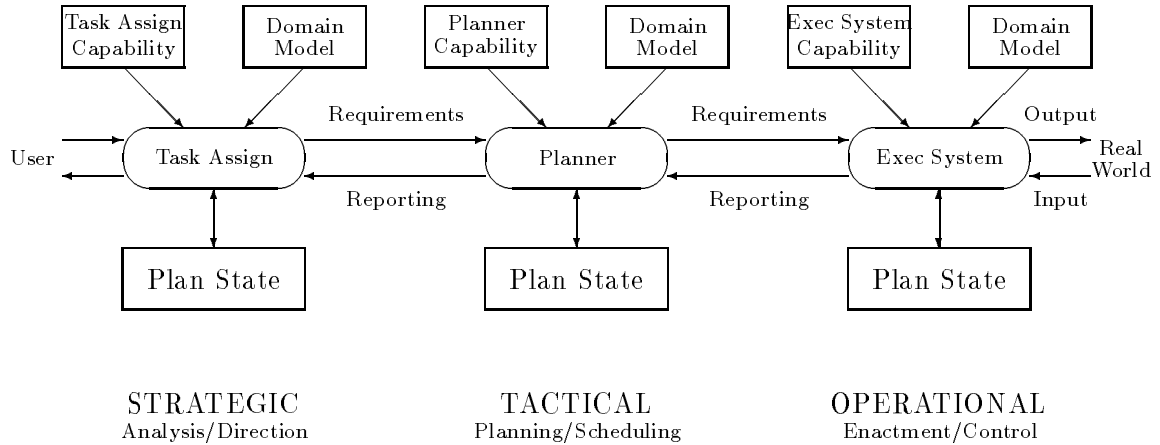 Task Assign
Capability
Domain
Model
Planner
Capability
Domain
Model
Exec System
Capability
Domain
Model
Requirements
Requirements
Output
User
Task Assign
Planner
Exec System
Real
World
Reporting
Reporting
Input
Plan State
Plan State
Plan State
STRATEGIC
Analysis/Direction
TACTICAL
Planning/Scheduling
OPERATIONAL
Enactment/Control